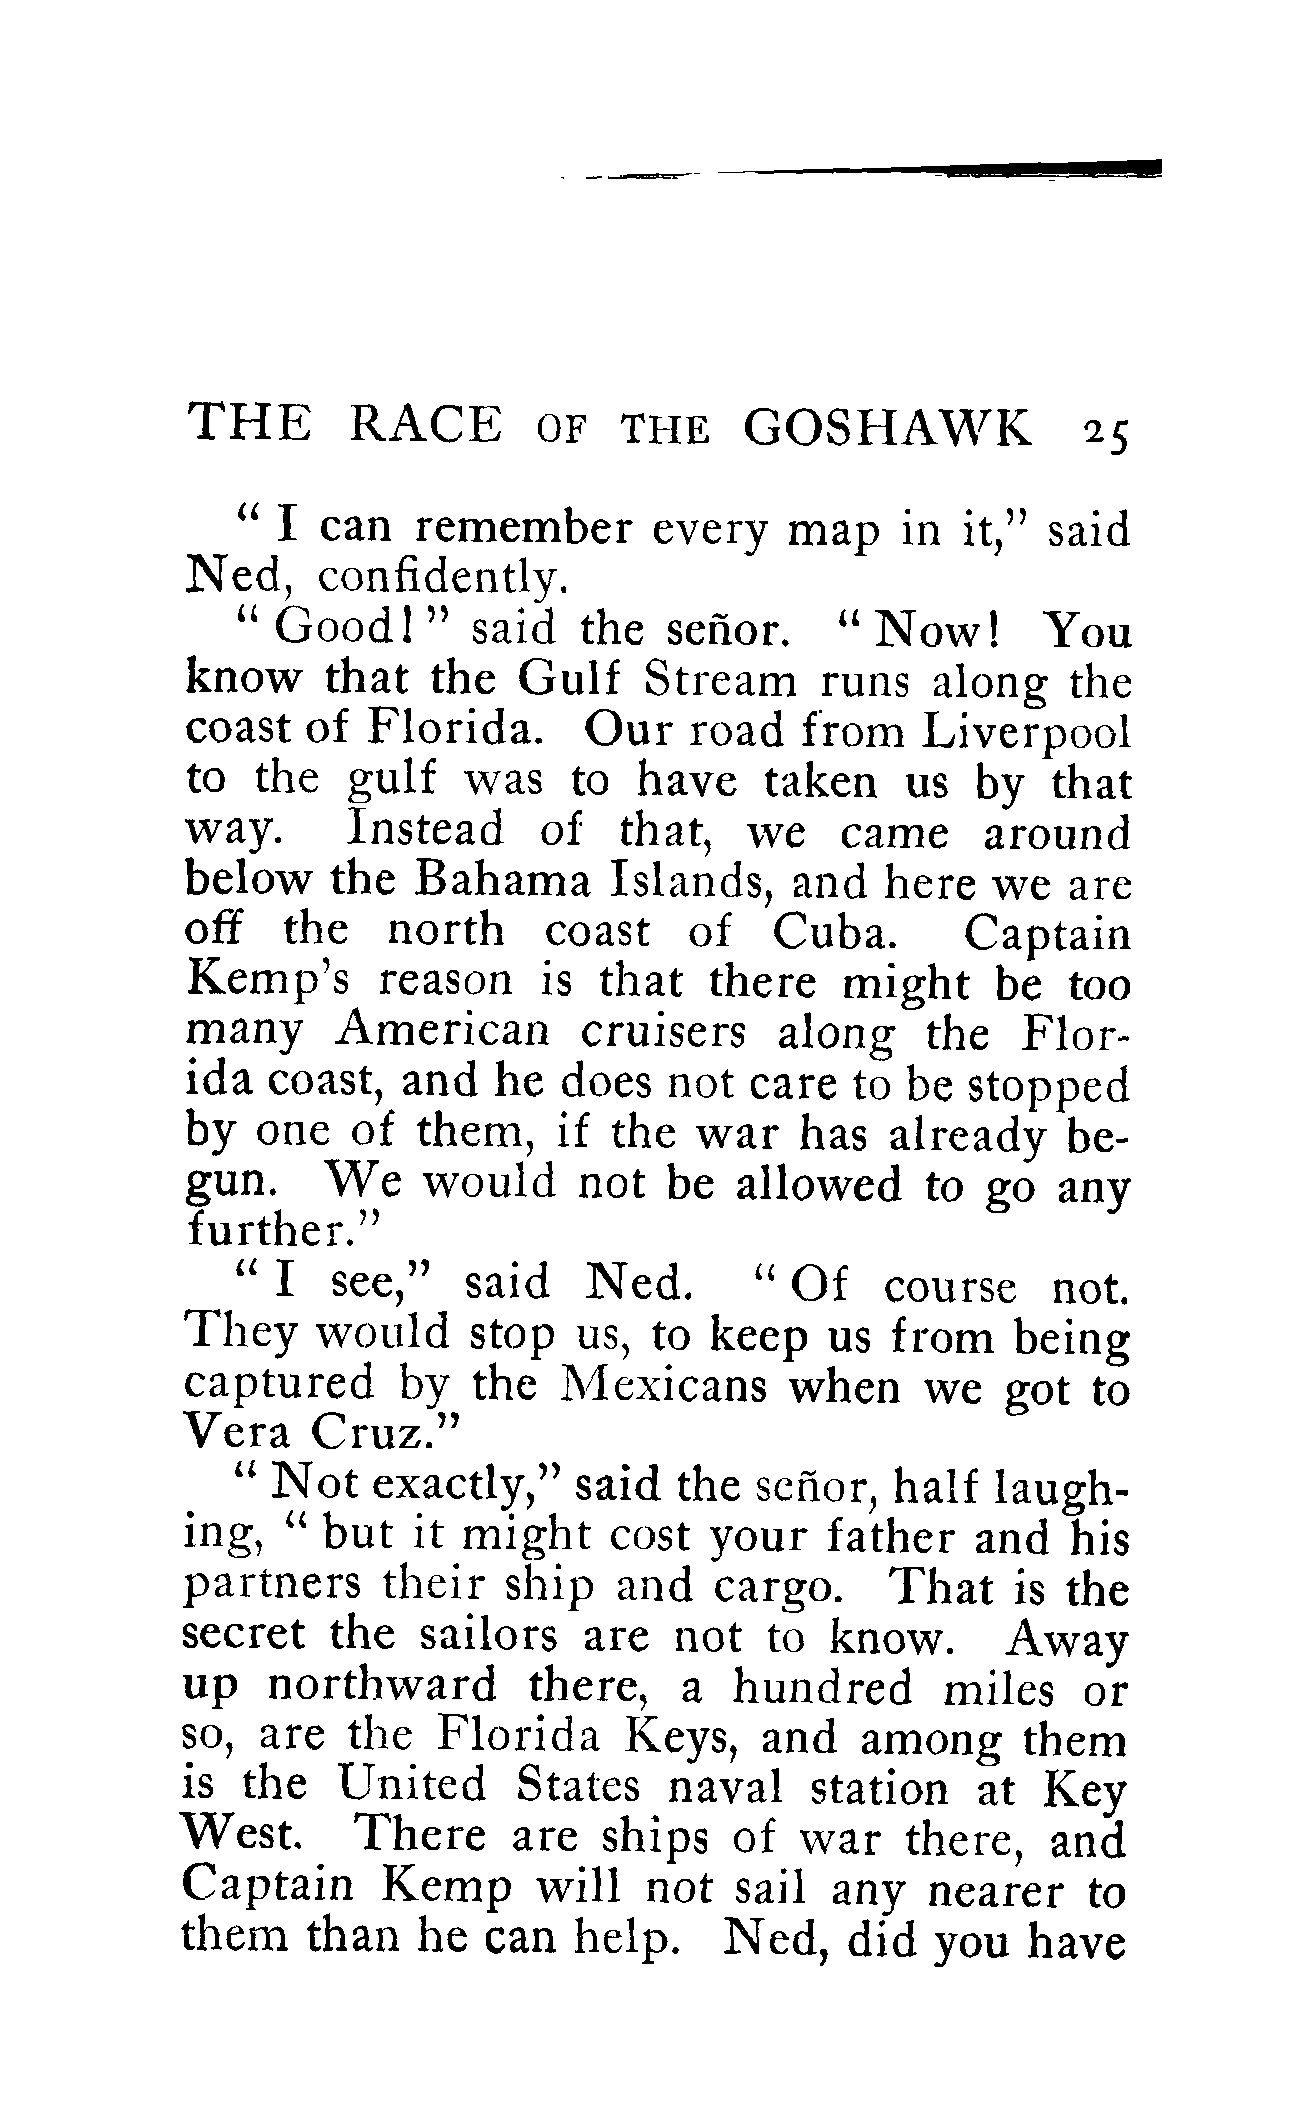 THE RACE OF THE GOSHAWK 25
“ I can remember every map in it,” said
Ned, confidently.
“ Good! ” said the señor. “ Now! You
know that the Gulf Stream runs along the
coast of Florida. Our road from Liverpool
to the gulf was to have taken us by that
way. Instead of that, we came around
below the Bahama Islands, and here we are
off the north coast of Cuba. Captain
Kemp’s reason is that there might be too
many American cruisers along the Flor-
ida coast, and he does not care to be stopped
by one of them, if the war has already be-
gun. We would not be allowed to go any
further.”
“ I see,” said Ned. “ Of course not.
They would stop us, to keep us from being
captured by the Mexicans when we got to
Vera Cruz.”
“ Not exactly,” said the señor, half laugh-
ing, “ but it might cost your father and his
partners their ship and cargo. That is the
secret the sailors are not to know. Away
up northward there, a hundred miles or
so, are the Florida Keys, and among them
is the United States naval station at Key
West. There are ships of war there, and
Captain Kemp will not sail any nearer to
them than he can help. Ned, did you have